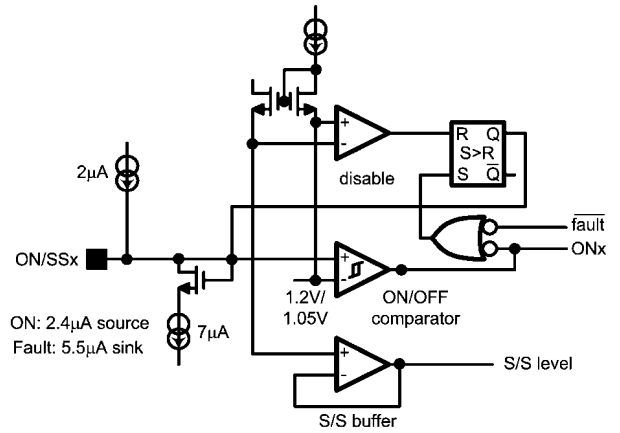 +
-
disable
R Q
S>R
S Q̅
2µA
ON/SSx
fault
ONx
+
-
1.2V/
1.05V
ON/OFF
comparator
ON: 2.4µA source
Fault: 5.5µA sink
7µA
+
-
S/S level
S/S buffer